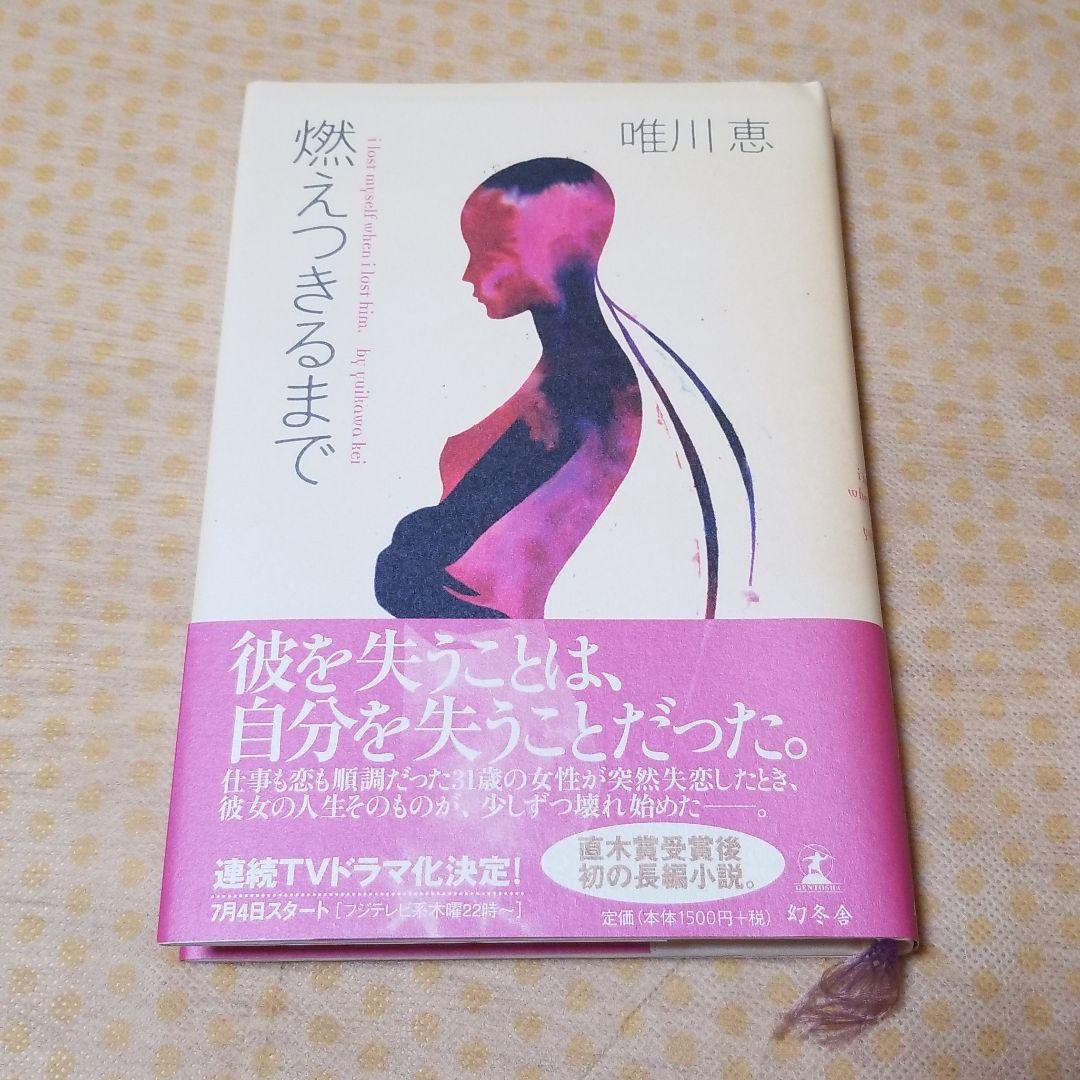 燃えつきるまで
i lost myself when i lost him. by yuikawa kei
唯川 恵
彼を失うことは、
自分を失うことだった。
仕事も恋も順調だった31歳の女性が突然失恋したとき、
彼女の人生そのものが、少しずつ壊れ始めた——。
連続TVドラマ化決定!
7月4日スタート[フジテレビ系木曜22時〜]
直木賞受賞後
初の長編小説。
定価(本体1500円+税)
GENTOSHA
幻冬舎